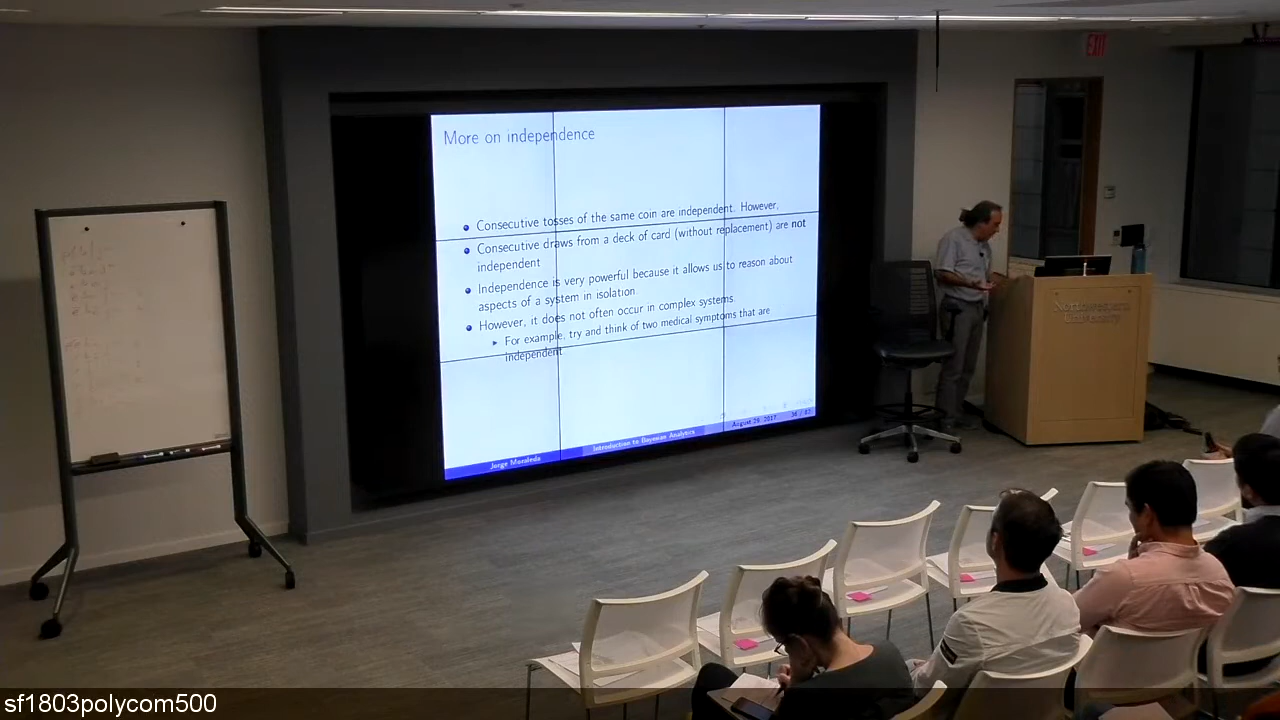 EXIT
More on independence
Consecutive tosses of the same coin are independent. However,
Consecutive draws from a deck of card (without replacement) are not
independent
Independence is very powerful because it allows us to reason about
aspects of a system in isolation.
However, it does not often occur in complex systems.
For example, try and think of two medical symptoms that are
independent
Jorge Moraleda
Introduction to Bayesian Analytics
August 29, 2017
Northwestern
University
sf1803polycom500